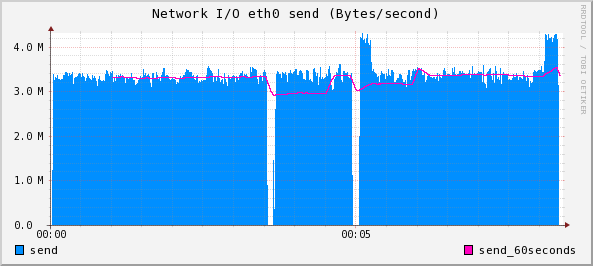 Network I/O eth0 send (Bytes/second)
RRDTOOL / TOBI OETIKER
4.0 M
3.0 M
2.0 M
1.0 M
0.0
00:00 00:05
send send_60seconds